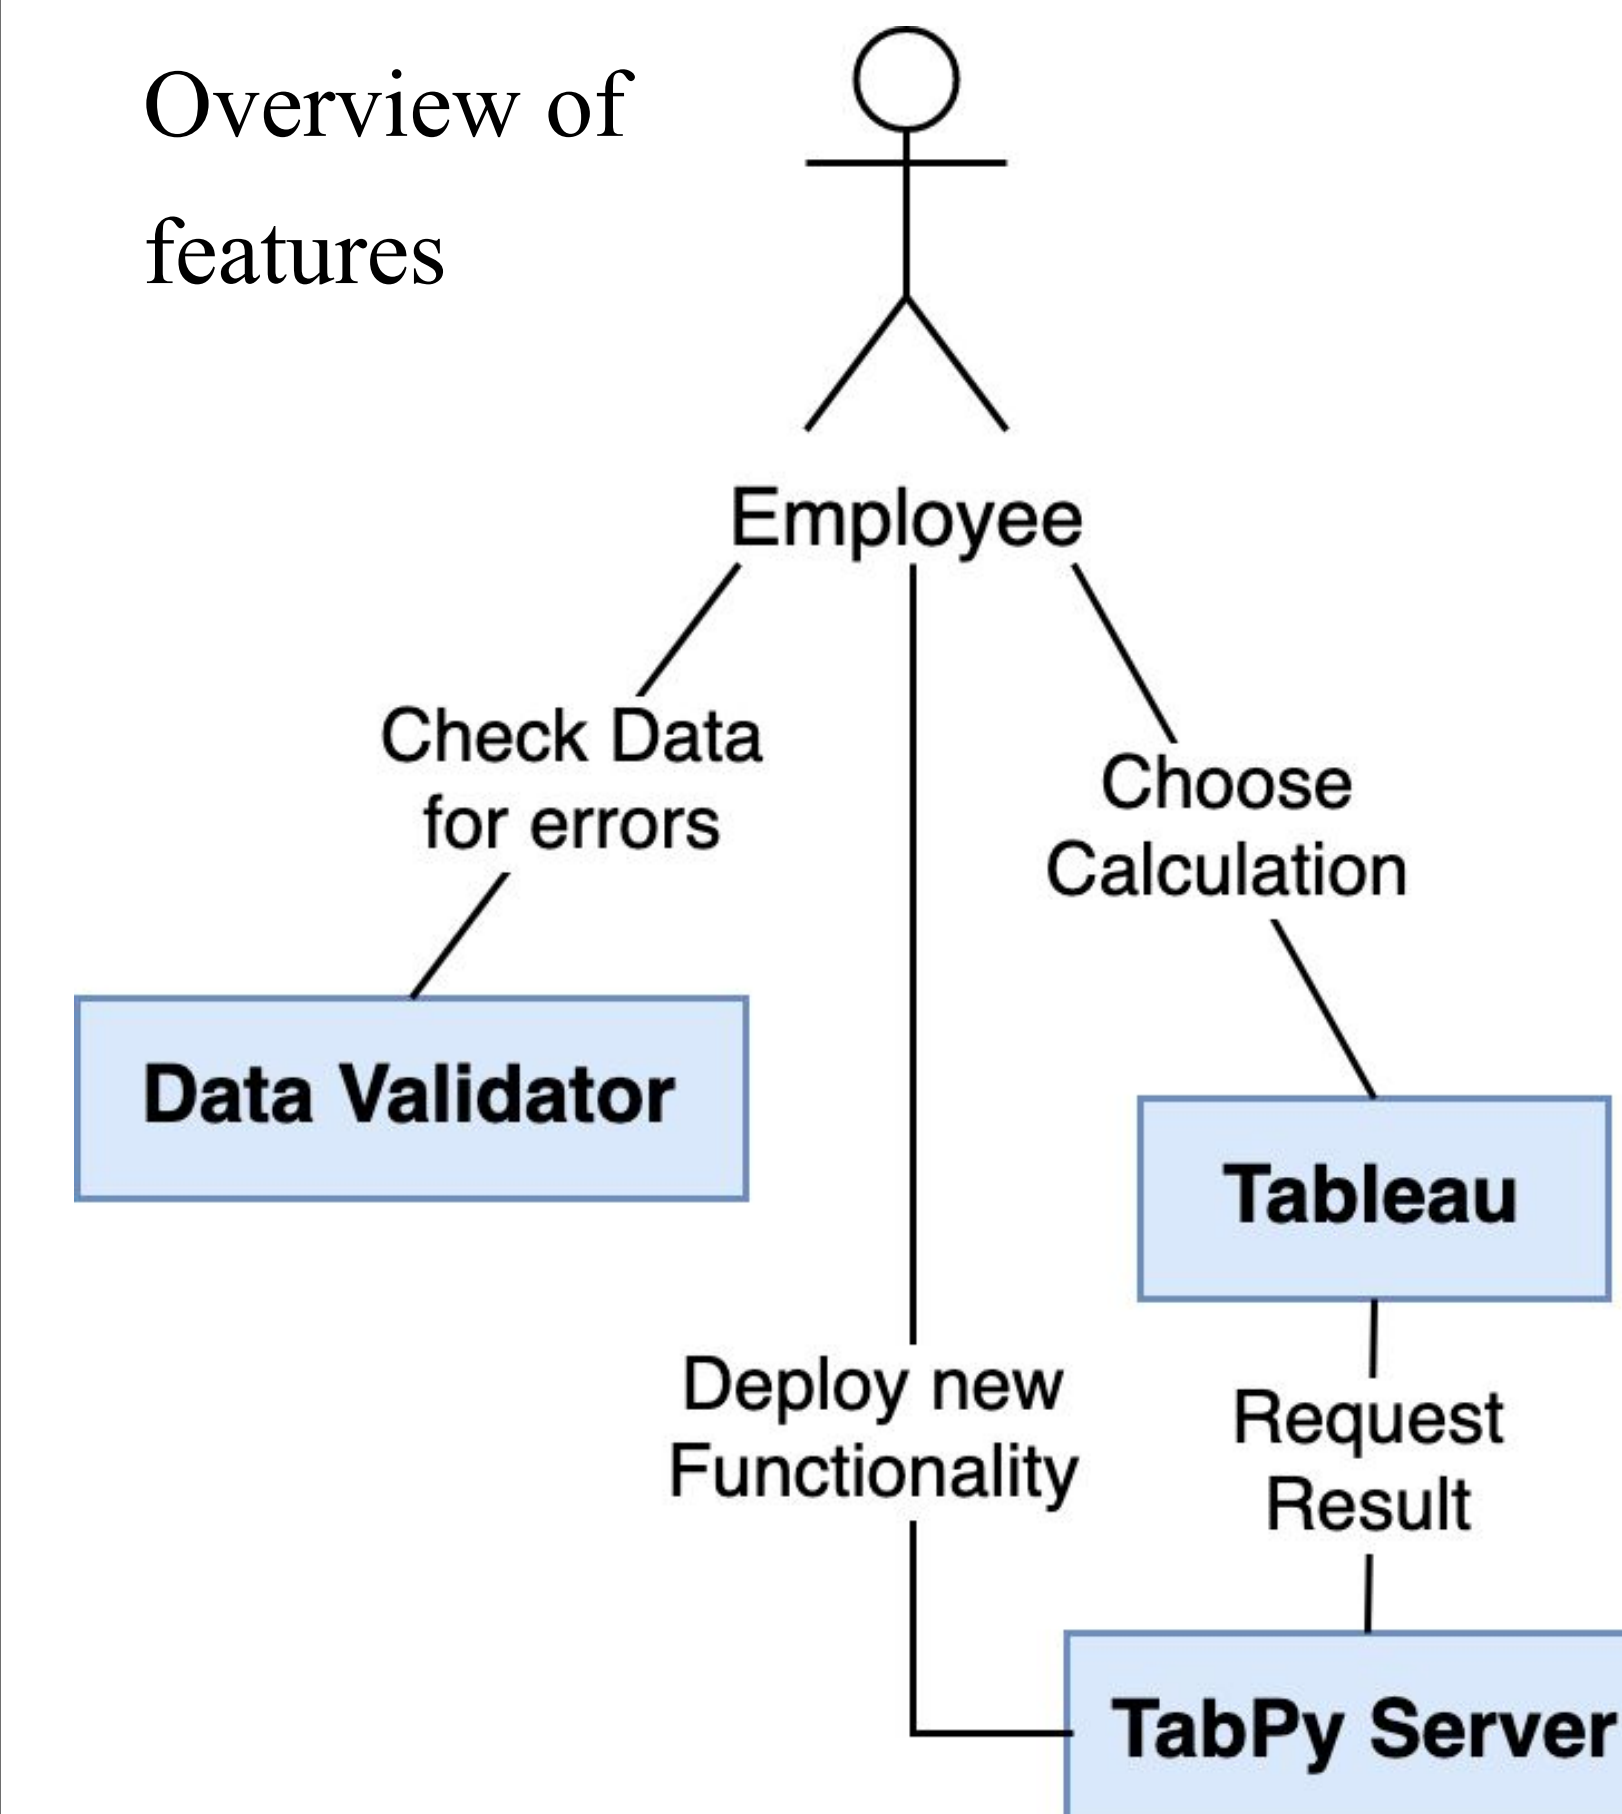 Overview of
features
Employee
Check Data
for errors
Choose
Calculation
Data Validator
Tableau
Deploy new
Functionality
Request
Result
TabPy Server